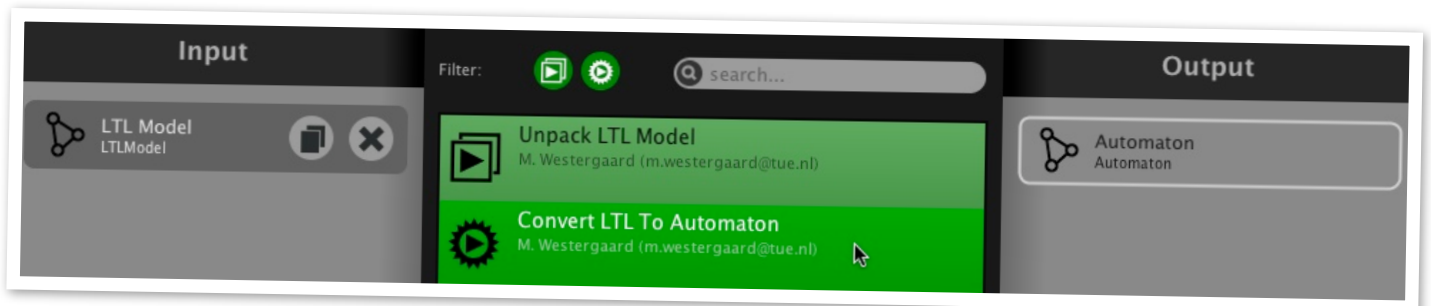 Input
LTL Model
LTLModel
Filter:
search...
Unpack LTL Model
M. Westergaard (m.westergaard@tue.nl)
Convert LTL To Automaton
M. Westergaard (m.westergaard@tue.nl)
Output
Automaton
Automaton